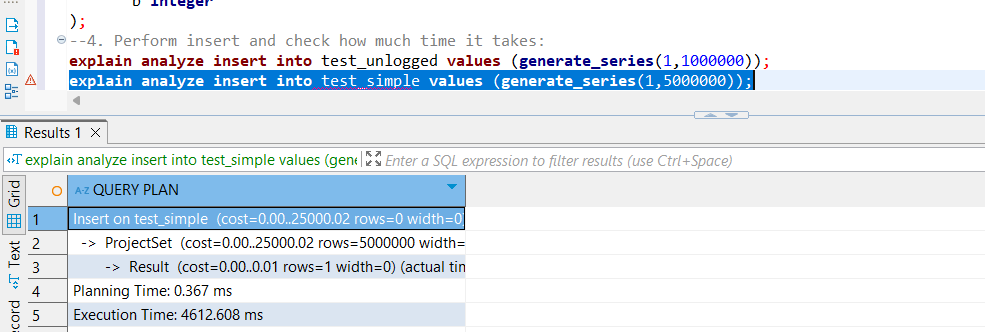 b integer
);
--4. Perform insert and check how much time it takes:
explain analyze insert into test_unlogged values (generate_series(1,1000000));
explain analyze insert into test_simple values (generate_series(1,5000000));
Results 1
explain analyze insert into test_simple values (gene
Enter a SQL expression to filter results (use Ctrl+Space)
Grid
Text
A-Z QUERY PLAN
1 Insert on test_simple (cost=0.00..25000.02 rows=0 width=0)
2 -> ProjectSet (cost=0.00..25000.02 rows=5000000 width=
3 -> Result (cost=0.00..0.01 rows=1 width=0) (actual tim
4 Planning Time: 0.367 ms
5 Execution Time: 4612.608 ms